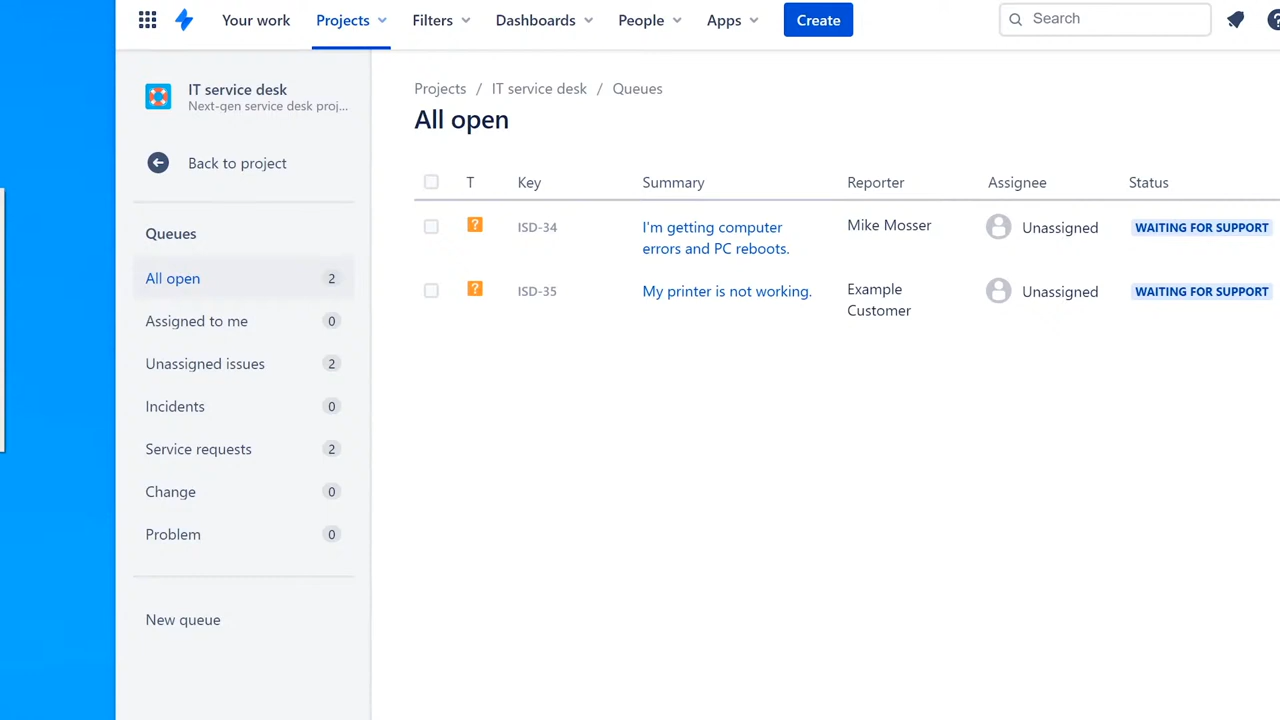 Your work Projects Filters Dashboards People Apps Create Search ?
IT service desk
Next-gen service desk proj...
Back to project
Queues
All open 2
Assigned to me 0
Unassigned issues 2
Incidents 0
Service requests 2
Change 0
Problem 0
New queue
Projects / IT service desk / Queues
All open
T Key Summary Reporter Assignee Status
? ISD-34 I'm getting computer Mike Mosser Unassigned WAITING FOR SUPPORT
errors and PC reboots.
? ISD-35 My printer is not working. Example Unassigned WAITING FOR SUPPORT
Customer